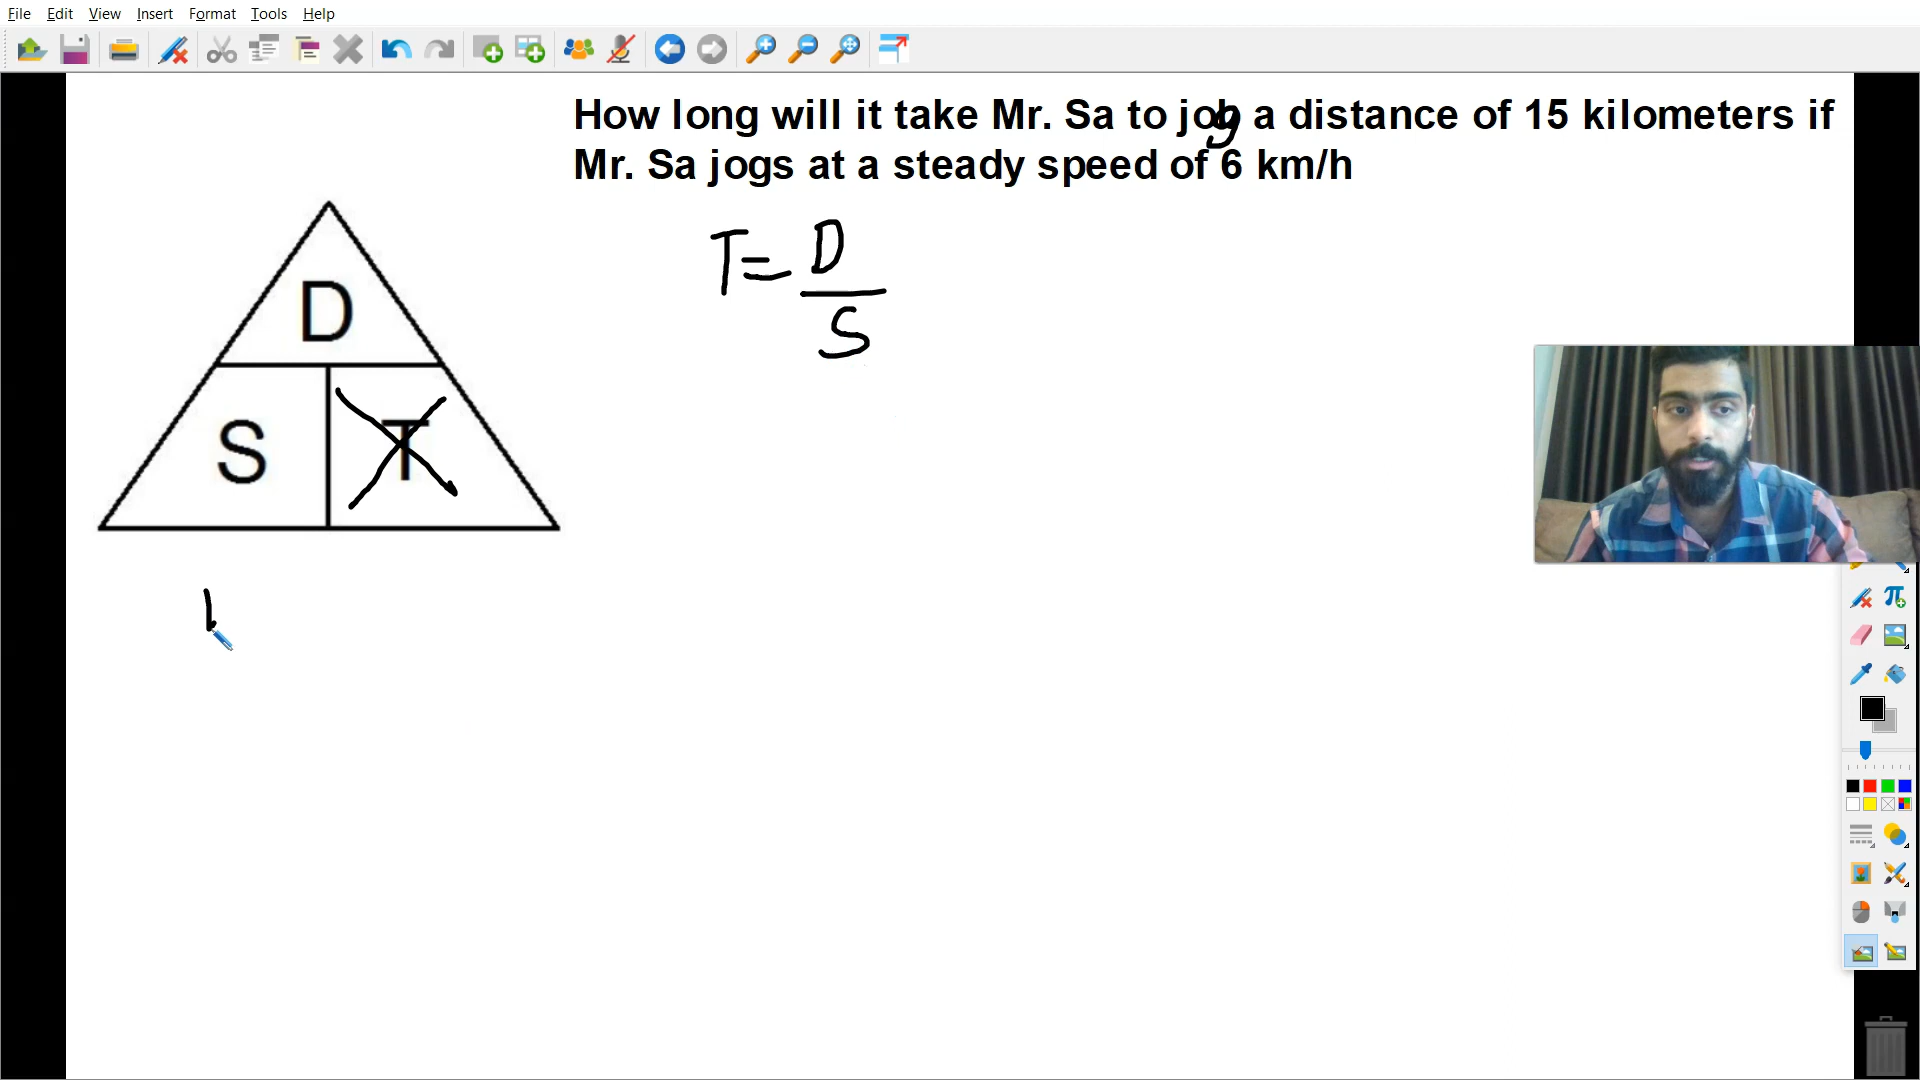 File Edit View Insert Format Tools Help
How long will it take Mr. Sa to jog a distance of 15 kilometers if
Mr. Sa jogs at a steady speed of 6 km/h
T= D
S
D
S T